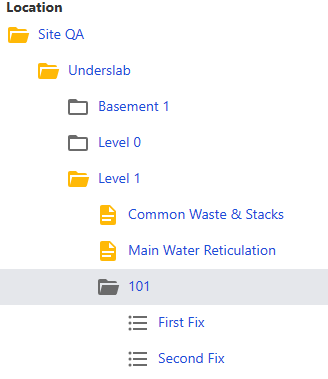 Location
Site QA
Underslab
Basement 1
Level 0
Level 1
Common Waste & Stacks
Main Water Reticulation
101
First Fix
Second Fix